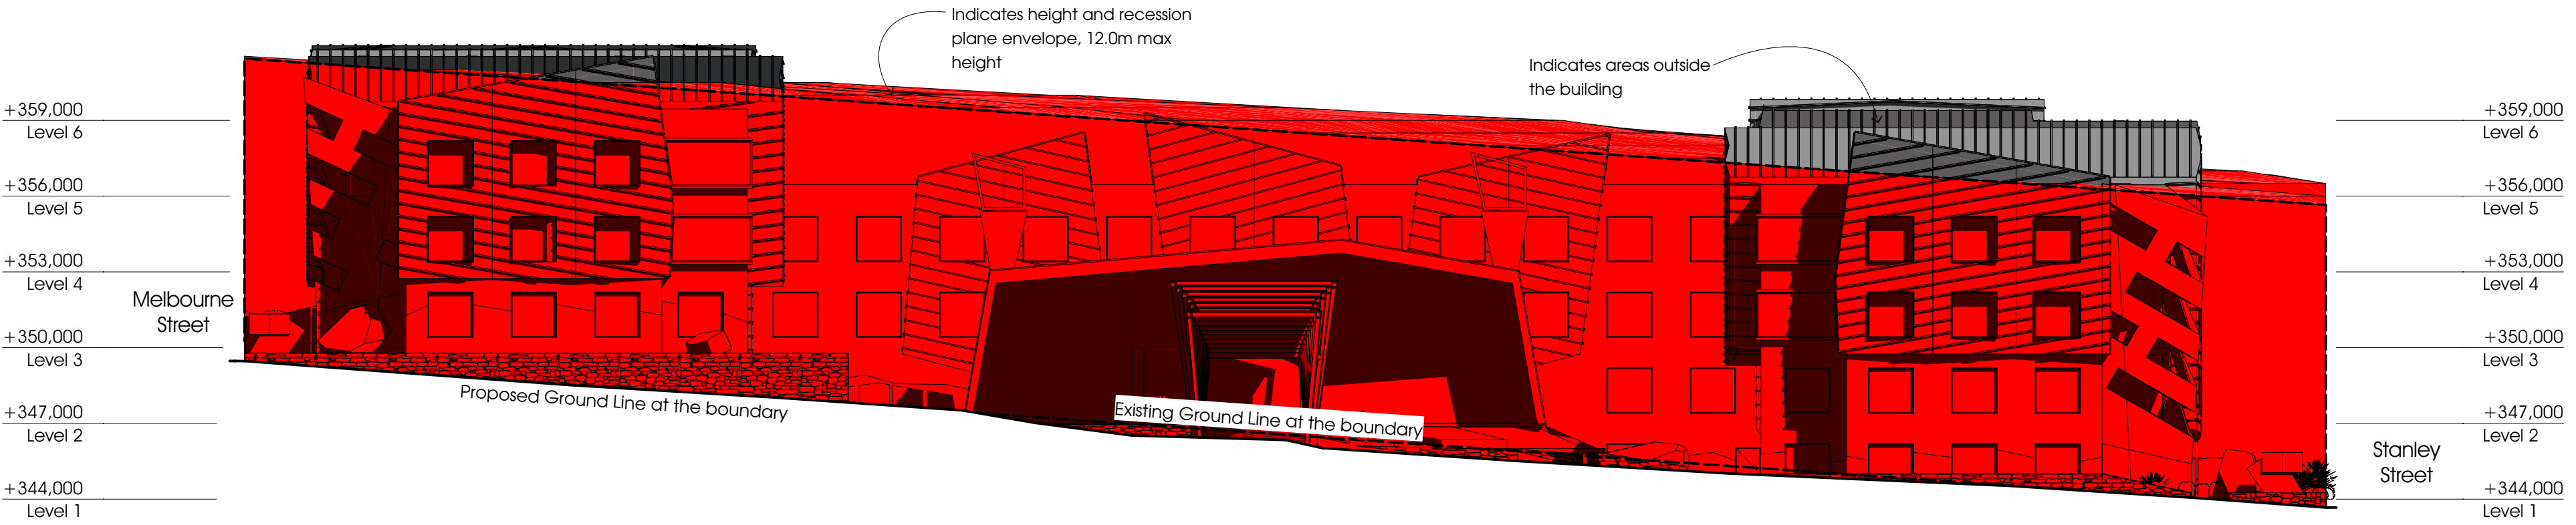 Indicates height and recession
plane envelope, 12.0m max
height
Indicates areas outside
the building
+359,000
Level 6
+356,000
Level 5
+353,000
Level 4
Melbourne
Street
+350,000
Level 3
+347,000
Level 2
+344,000
Level 1
Proposed Ground Line at the boundary
Existing Ground Line at the boundary
+359,000
Level 6
+356,000
Level 5
+353,000
Level 4
+350,000
Level 3
+347,000
Level 2
Stanley
Street
+344,000
Level 1